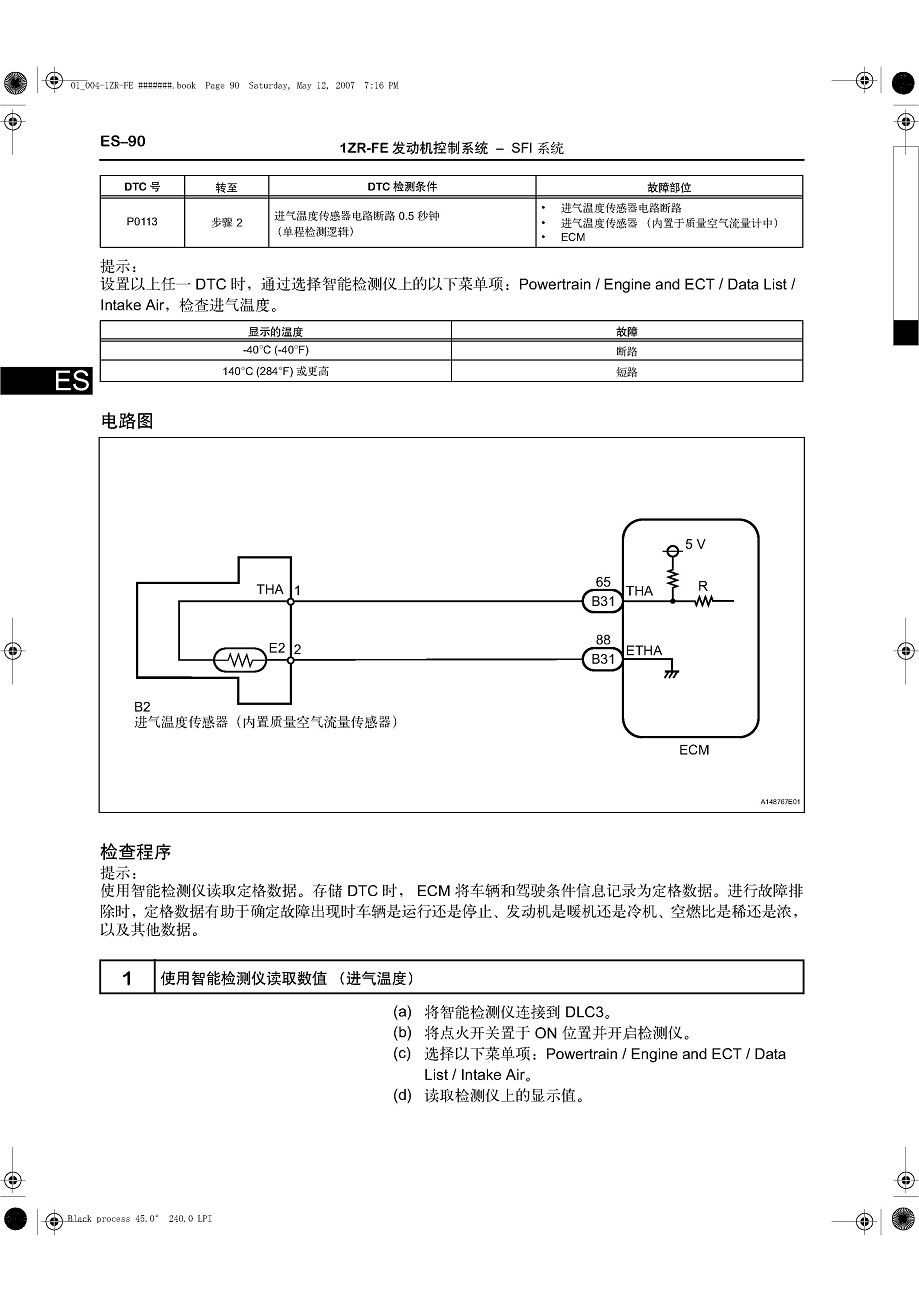 01_004-1ZR-FE #######.book Page 90 Saturday, May 12, 2007 7:16 PM
ES–90
1ZR-FE 发动机控制系统 – SFI 系统
DTC 号 转至 DTC 检测条件 故障部位
P0113 步骤 2 进气温度传感器电路断路 0.5 秒钟
（单程检测逻辑）
• 进气温度传感器电路断路
• 进气温度传感器 （内置于质量空气流量计中）
• ECM
提示：
设置以上任一 DTC 时，通过选择智能检测仪上的以下菜单项：Powertrain / Engine and ECT / Data List /
Intake Air，检查进气温度。
显示的温度 故障
-40°C (-40°F) 断路
140°C (284°F) 或更高 短路
ES
电路图
5 V
65
THA 1 B31 THA R
88
E2 2 B31 ETHA
B2
进气温度传感器（内置质量空气流量传感器）
ECM
A148767E01
检查程序
提示：
使用智能检测仪读取定格数据。存储 DTC 时， ECM 将车辆和驾驶条件信息记录为定格数据。进行故障排
除时，定格数据有助于确定故障出现时车辆是运行还是停止、发动机是暖机还是冷机、空燃比是稀还是浓，
以及其他数据。
1 使用智能检测仪读取数值 （进气温度）
(a) 将智能检测仪连接到 DLC3。
(b) 将点火开关置于 ON 位置并开启检测仪。
(c) 选择以下菜单项：Powertrain / Engine and ECT / Data
List / Intake Air。
(d) 读取检测仪上的显示值。
Black process 45.0° 240.0 LPI